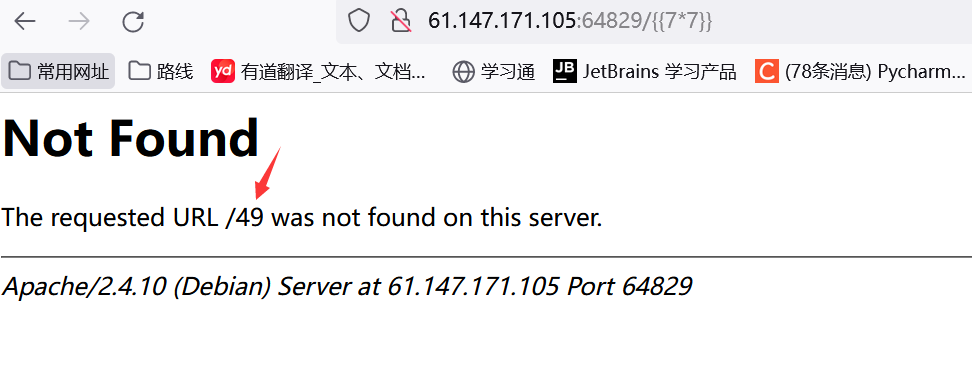 61.147.171.105:64829/{{7*7}}
常用网址 路线 yd 有道翻译_文本、文档... 学习通 JB JetBrains 学习产品 C (78条消息) Pycharm...
Not Found
The requested URL /49 was not found on this server.
Apache/2.4.10 (Debian) Server at 61.147.171.105 Port 64829